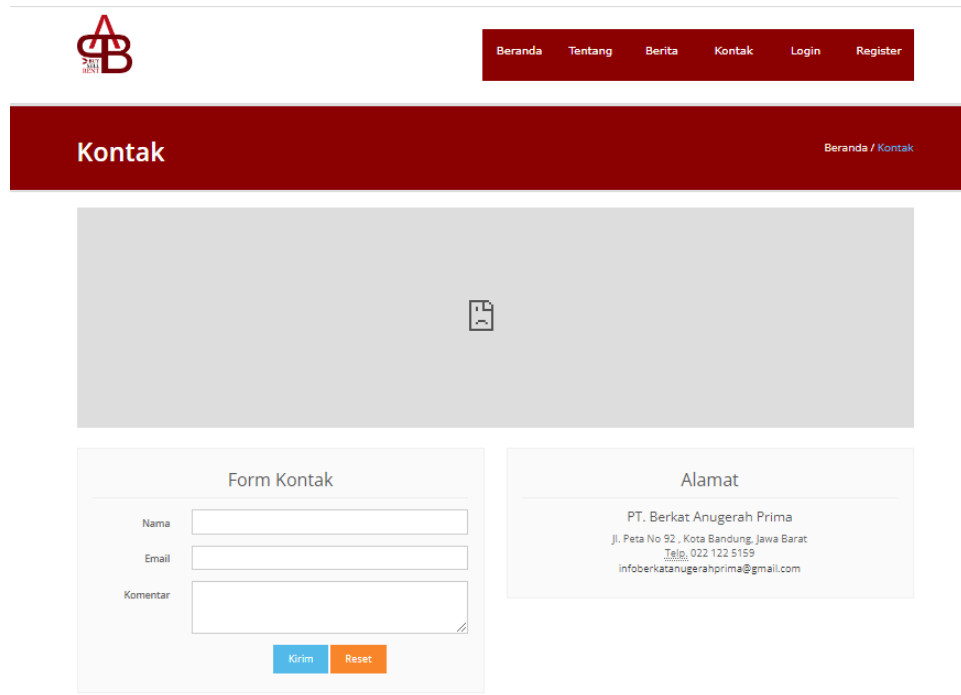 Beranda Tentang Berita Kontak Login Register
Kontak
Beranda / Kontak
Form Kontak
Nama
Email
Komentar
Kirim Reset
Alamat
PT. Berkat Anugerah Prima
Jl. Peta No 92 , Kota Bandung, Jawa Barat
Telp. 022 122 5159
infoberkatanugerahprima@gmail.com